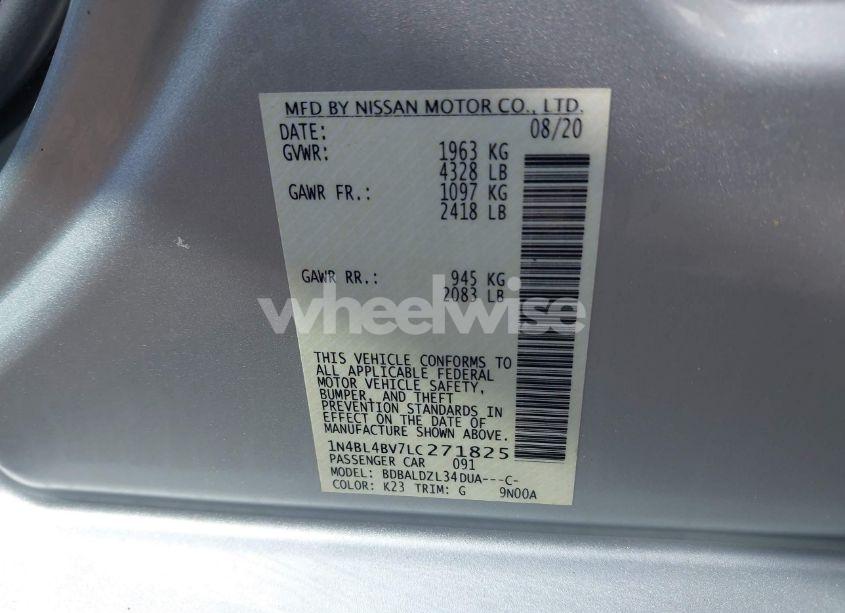 MFD BY NISSAN MOTOR CO., LTD.
DATE: 08/20
GVWR: 1963 KG
4328 LB
GAWR FR.: 1097 KG
2418 LB
GAWR RR.: 945 KG
2083 LB
wheelwise
THIS VEHICLE CONFORMS TO
ALL APPLICABLE FEDERAL
MOTOR VEHICLE SAFETY,
BUMPER, AND THEFT
PREVENTION STANDARDS IN
EFFECT ON THE DATE OF
MANUFACTURE SHOWN ABOVE.
1N4BL4BV7LC271825
PASSENGER CAR 091
MODEL: BDBALDZL34DUA---C-
COLOR: K23 TRIM: G 9N00A